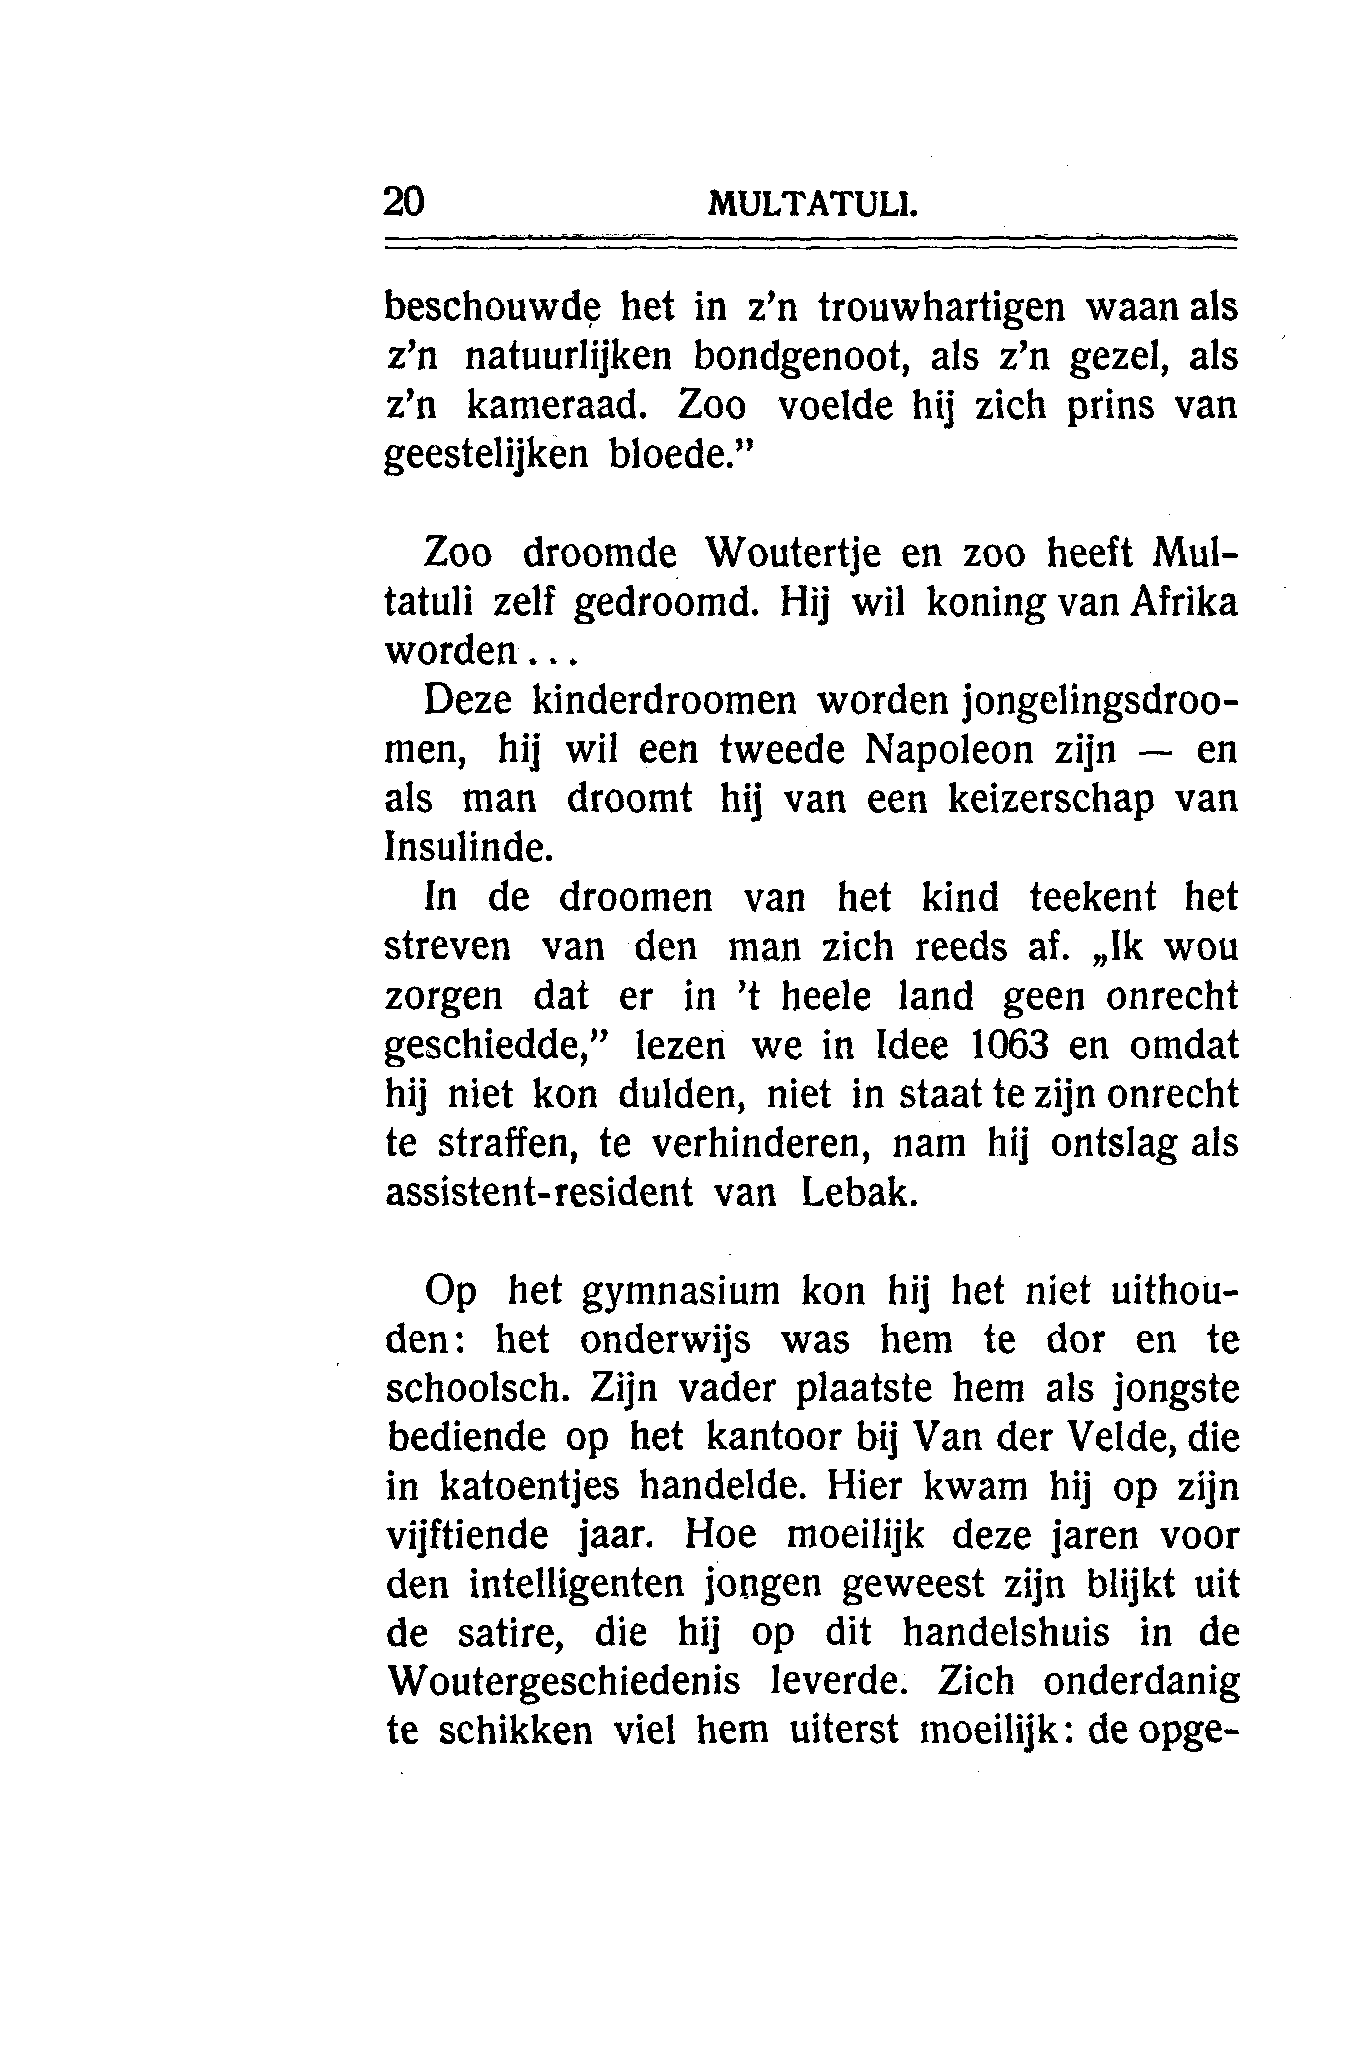 20 MULTATULI.
beschouwde het in z’n trouwhartigen waan als
z’n natuurlijken bondgenoot, als z’n gezel, als
z’n kameraad. Zoo voelde hij zich prins van
geestelijken bloede.”
Zoo droomde Woutertje en zoo heeft Mul-
tatuli zelf gedroomd. Hij wil koning van Afrika
worden...
Deze kinderdroomen worden jongelingsdroo-
men, hij wil een tweede Napoleon zijn — en
als man droomt hij van een keizerschap van
Insulinde.
In de droomen van het kind teekent het
streven van den man zich reeds af. „Ik wou
zorgen dat er in ’t heele land geen onrecht
geschiedde,” lezen we in Idee 1063 en omdat
hij niet kon dulden, niet in staat te zijn onrecht
te straffen, te verhinderen, nam hij ontslag als
assistent-resident van Lebak.
Op het gymnasium kon hij het niet uithou-
den: het onderwijs was hem te dor en te
schoolsch. Zijn vader plaatste hem als jongste
bediende op het kantoor bij Van der Velde, die
in katoentjes handelde. Hier kwam hij op zijn
vijftiende jaar. Hoe moeilijk deze jaren voor
den intelligenten jongen geweest zijn blijkt uit
de satire, die hij op dit handelshuis in de
Woutergeschiedenis leverde. Zich onderdanig
te schikken viel hem uiterst moeilijk: de opge-